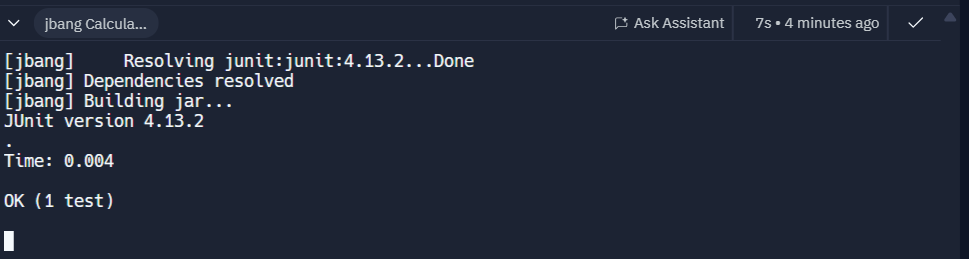 jbang Calcula... Ask Assistant 7s • 4 minutes ago
[jbang]     Resolving junit:junit:4.13.2...Done
[jbang] Dependencies resolved
[jbang] Building jar...
JUnit version 4.13.2
.
Time: 0.004
OK (1 test)